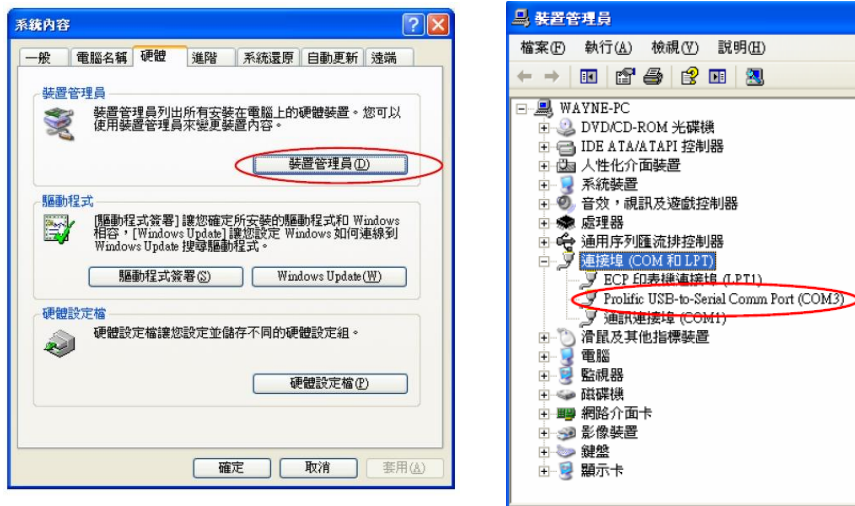 系統內容
一般 電腦名稱 硬體 進階 系統還原 自動更新 遠端
裝置管理員
裝置管理員列出所有安裝在電腦上的硬體裝置。您可以
使用裝置管理員來變更裝置內容。
裝置管理員(D)
驅動程式
[驅動程式簽署] 讓您確定所安裝的驅動程式和 Windows
相容，[Windows Update] 讓您設定 Windows 如何連線到
Windows Update 搜尋驅動程式。
驅動程式簽署(S) Windows Update(W)
硬體設定檔
硬體設定檔讓您設定並儲存不同的硬體設定組。
硬體設定檔(P)
確定 取消 套用(A)
裝置管理員
檔案(F) 執行(A) 檢視(V) 說明(H)
WAYNE-PC
DVD/CD-ROM 光碟機
IDE ATA/ATAPI 控制器
人性化介面裝置
系統裝置
音效，視訊及遊戲控制器
處理器
通用序列匯流排控制器
連接埠 (COM 和 LPT)
ECP 印表機連接埠 (LPT1)
Prolific USB-to-Serial Comm Port (COM3)
通訊連接埠 (COM1)
滑鼠及其他指標裝置
電腦
監視器
磁碟機
網路介面卡
影像裝置
鍵盤
顯示卡